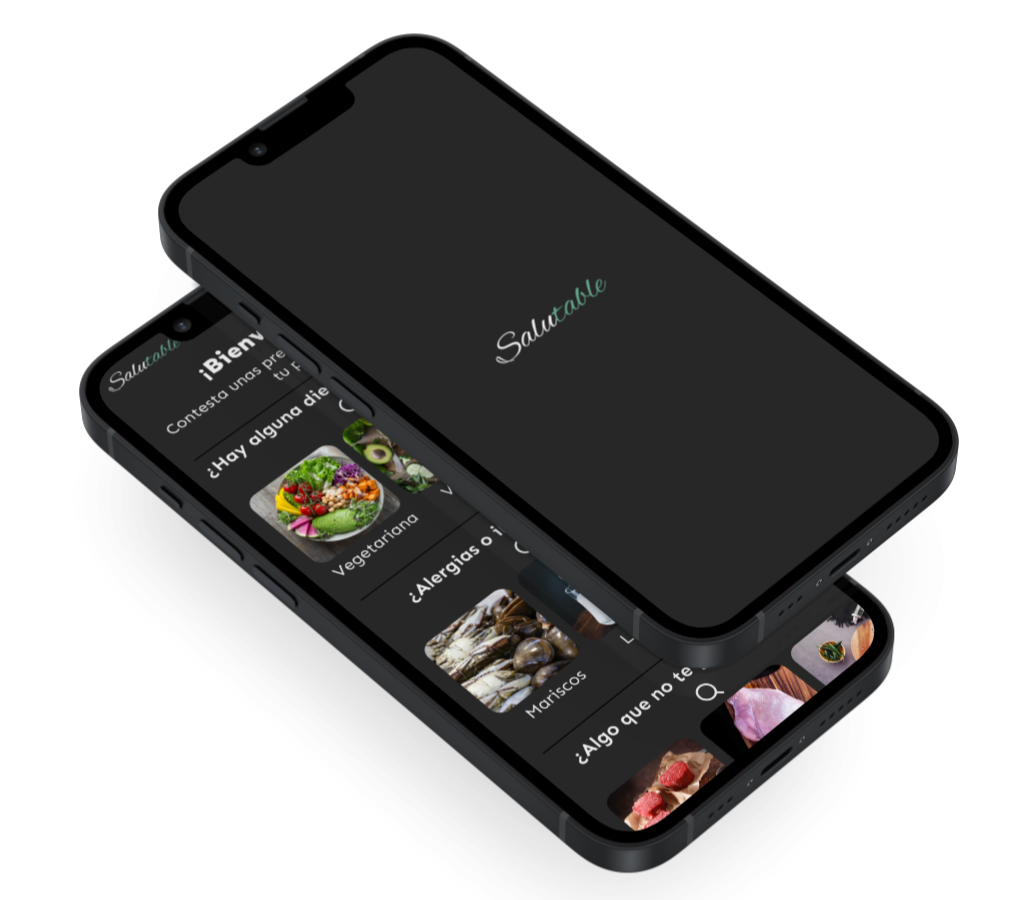 Salutable
Salutable
¡Bienv
Contesta unas pre
tu p
¿Hay alguna die
Vegetariana
V
¿Alergias o i
Mariscos
L
¿Algo que no te